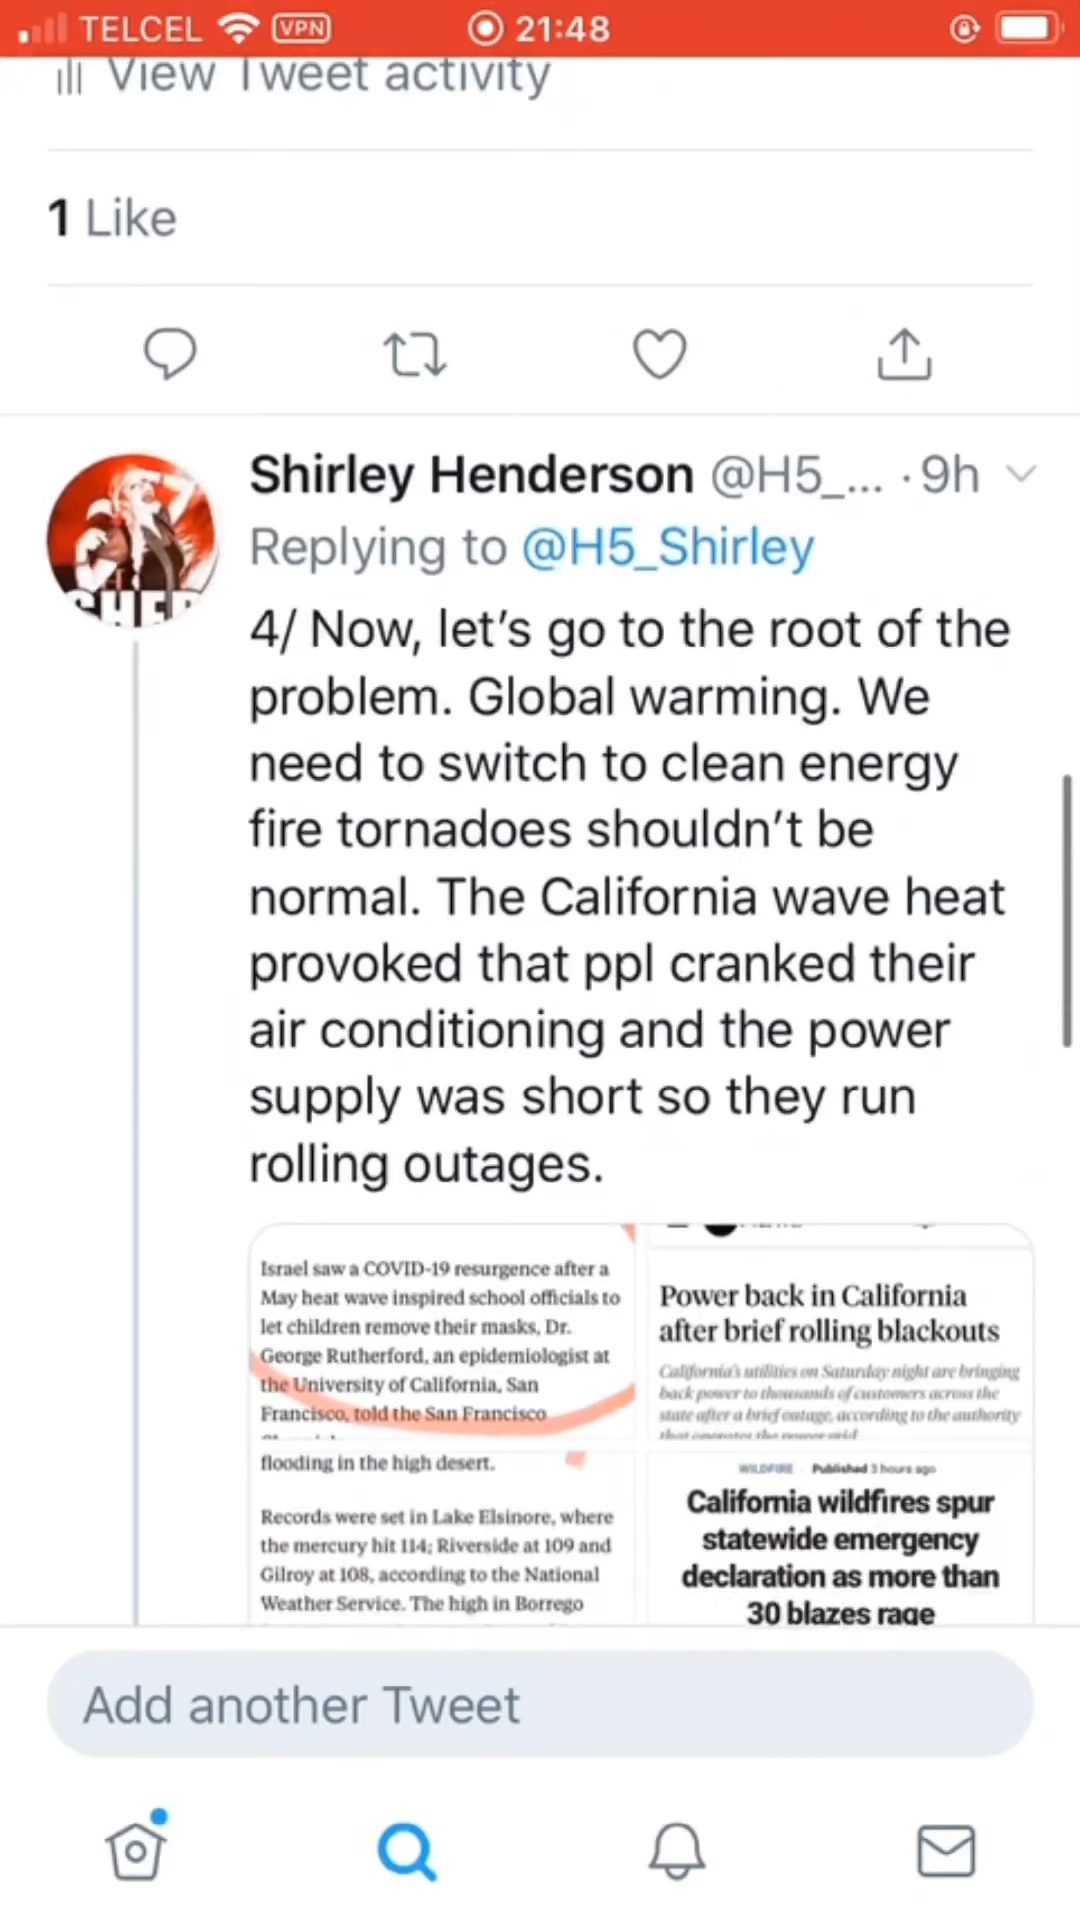 TELCEL VPN 21:48
View Tweet activity
1 Like
Shirley Henderson @H5_... · 9h
Replying to @H5_Shirley
4/ Now, let's go to the root of the
problem. Global warming. We
need to switch to clean energy
fire tornadoes shouldn't be
normal. The California wave heat
provoked that ppl cranked their
air conditioning and the power
supply was short so they run
rolling outages.
Israel saw a COVID-19 resurgence after a
May heat wave inspired school officials to
let children remove their masks, Dr.
George Rutherford, an epidemiologist at
the University of California, San
Francisco, told the San Francisco
Power back in California
after brief rolling blackouts
California's utilities on Saturday night are bringing
back power to thousands of customers across the
state after a brief outage, according to the authority
that operates the power grid
flooding in the high desert.
Records were set in Lake Elsinore, where
the mercury hit 114; Riverside at 109 and
Gilroy at 108, according to the National
Weather Service. The high in Borrego
WILDFIRE Published 3 hours ago
California wildfires spur
statewide emergency
declaration as more than
30 blazes rage
Add another Tweet